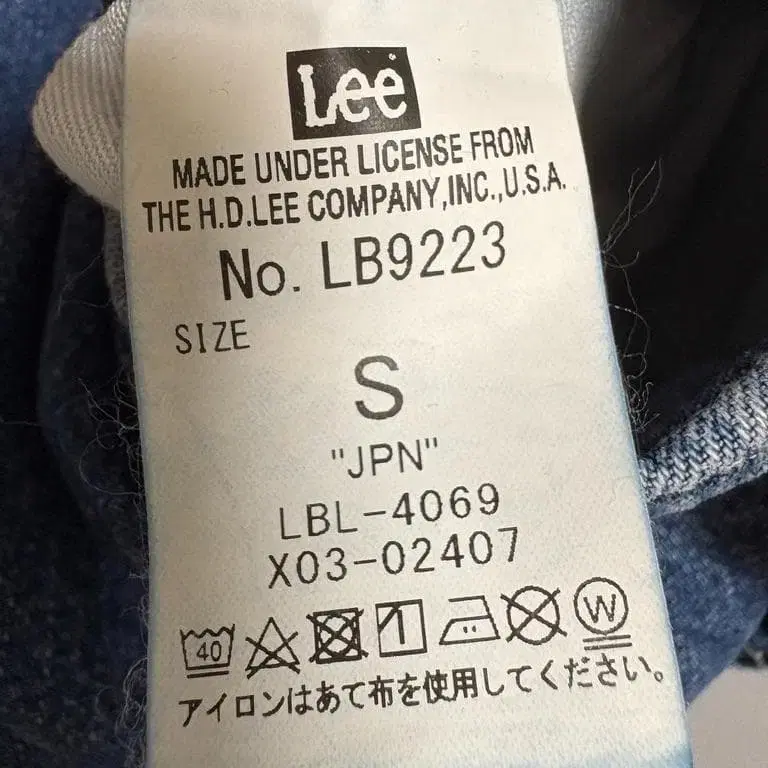 Lee
MADE UNDER LICENSE FROM
THE H.D.LEE COMPANY,INC.,U.S.A.
No. LB9223
SIZE
S
"JPN"
LBL-4069
X03-02407
40 W
アイロンはあて布を使用してください。